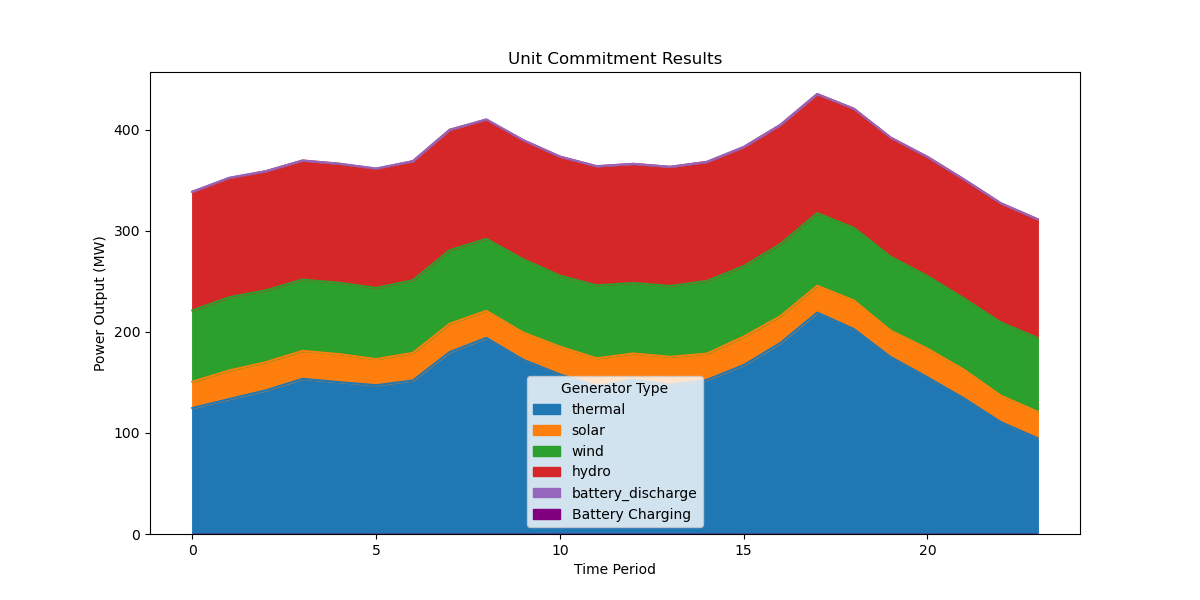 Unit Commitment Results
Power Output (MW)
400
300
200
100
0
Generator Type
thermal
solar
wind
hydro
battery_discharge
Battery Charging
0 5 10 15 20
Time Period